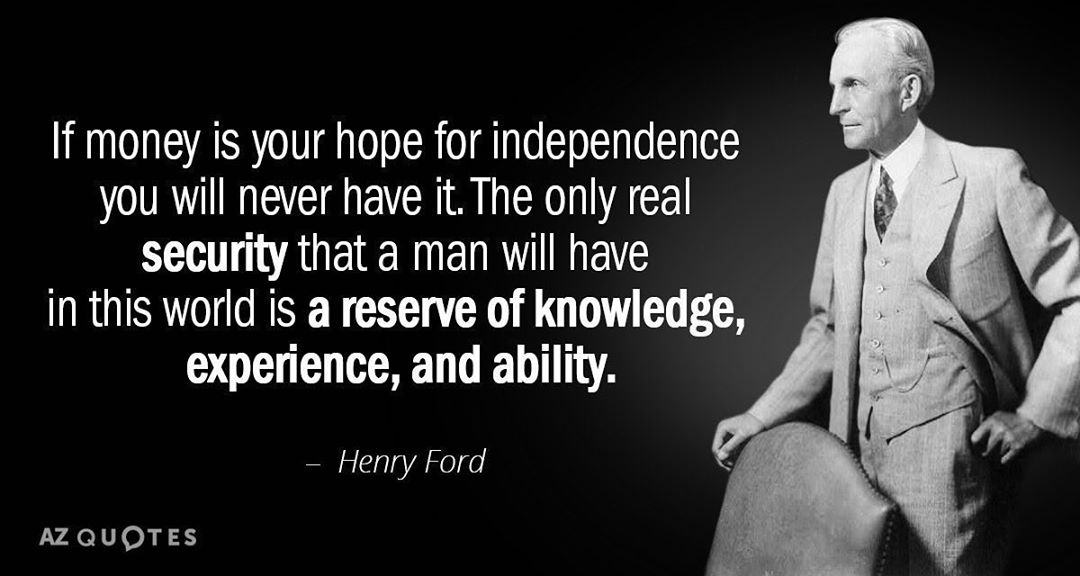 If money is your hope for independence
you will never have it. The only real
security that a man will have
in this world is a reserve of knowledge,
experience, and ability.
– Henry Ford
AZ QUOTES